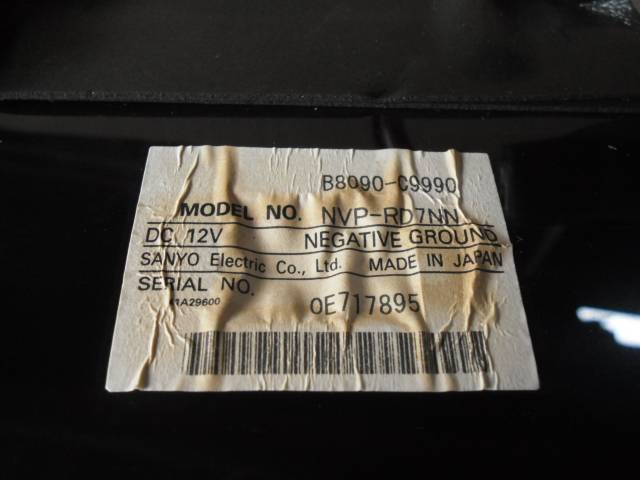 B8090-C9990
MODEL NO. NVP-RD7NN
DC 12V NEGATIVE GROUND
SANYO Electric Co., Ltd. MADE IN JAPAN
SERIAL NO.
41A29600 0E717895